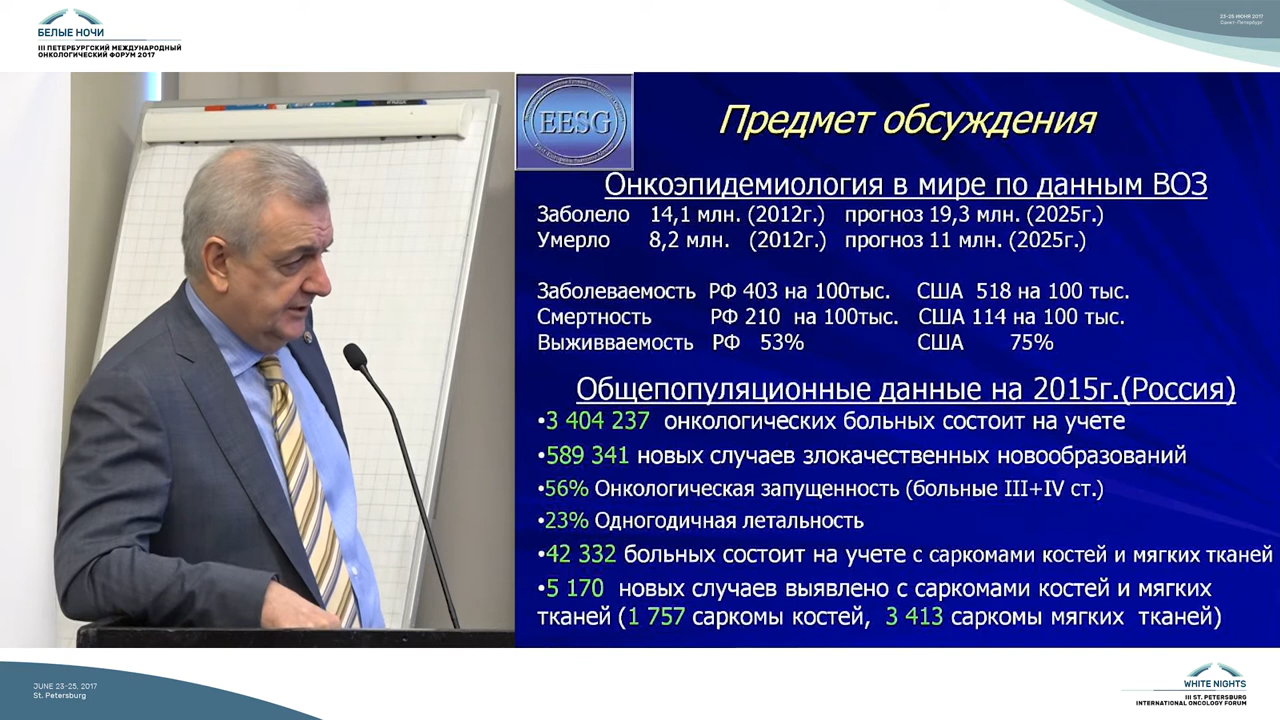 БЕЛЫЕ НОЧИ
III ПЕТЕРБУРГСКИЙ МЕЖДУНАРОДНЫЙ
ОНКОЛОГИЧЕСКИЙ ФОРУМ 2017
23-25 ИЮНЯ 2017
Санкт-Петербург
EESG
Предмет обсуждения
Онкоэпидемиология в мире по данным ВОЗ
Заболело 14,1 млн. (2012г.) прогноз 19,3 млн. (2025г.)
Умерло 8,2 млн. (2012г.) прогноз 11 млн. (2025г.)
Заболеваемость РФ 403 на 100тыс. США 518 на 100 тыс.
Смертность РФ 210 на 100тыс. США 114 на 100 тыс.
Выживваемость РФ 53% США 75%
Общепопуляционные данные на 2015г.(Россия)
•3 404 237 онкологических больных состоит на учете
•589 341 новых случаев злокачественных новообразований
•56% Онкологическая запущенность (больные III+IV ст.)
•23% Одногодичная летальность
•42 332 больных состоит на учете с саркомами костей и мягких тканей
•5 170 новых случаев выявлено с саркомами костей и мягких
тканей (1 757 саркомы костей, 3 413 саркомы мягких тканей)
JUNE 23-25, 2017
St. Petersburg
WHITE NIGHTS
III ST. PETERSBURG
INTERNATIONAL ONCOLOGY FORUM